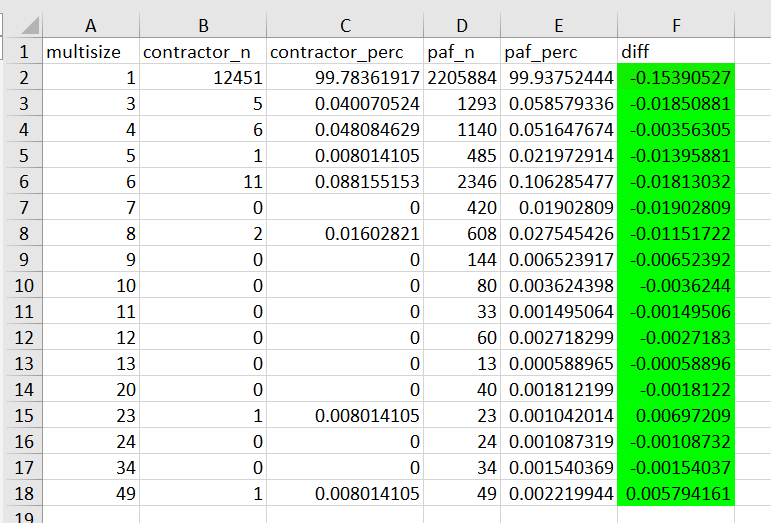 A B C D E F
1 multisize contractor_n contractor_perc paf_n paf_perc diff
2 1 12451 99.78361917 2205884 99.93752444 -0.15390527
3 3 5 0.040070524 1293 0.058579336 -0.01850881
4 4 6 0.048084629 1140 0.051647674 -0.00356305
5 5 1 0.008014105 485 0.021972914 -0.01395881
6 6 11 0.088155153 2346 0.106285477 -0.01813032
7 7 0 0 420 0.01902809 -0.01902809
8 8 2 0.01602821 608 0.027545426 -0.01151722
9 9 0 0 144 0.006523917 -0.00652392
10 10 0 0 80 0.003624398 -0.0036244
11 11 0 0 33 0.001495064 -0.00149506
12 12 0 0 60 0.002718299 -0.0027183
13 13 0 0 13 0.000588965 -0.00058896
14 20 0 0 40 0.001812199 -0.0018122
15 23 1 0.008014105 23 0.001042014 0.00697209
16 24 0 0 24 0.001087319 -0.00108732
17 34 0 0 34 0.001540369 -0.00154037
18 49 1 0.008014105 49 0.002219944 0.005794161
19